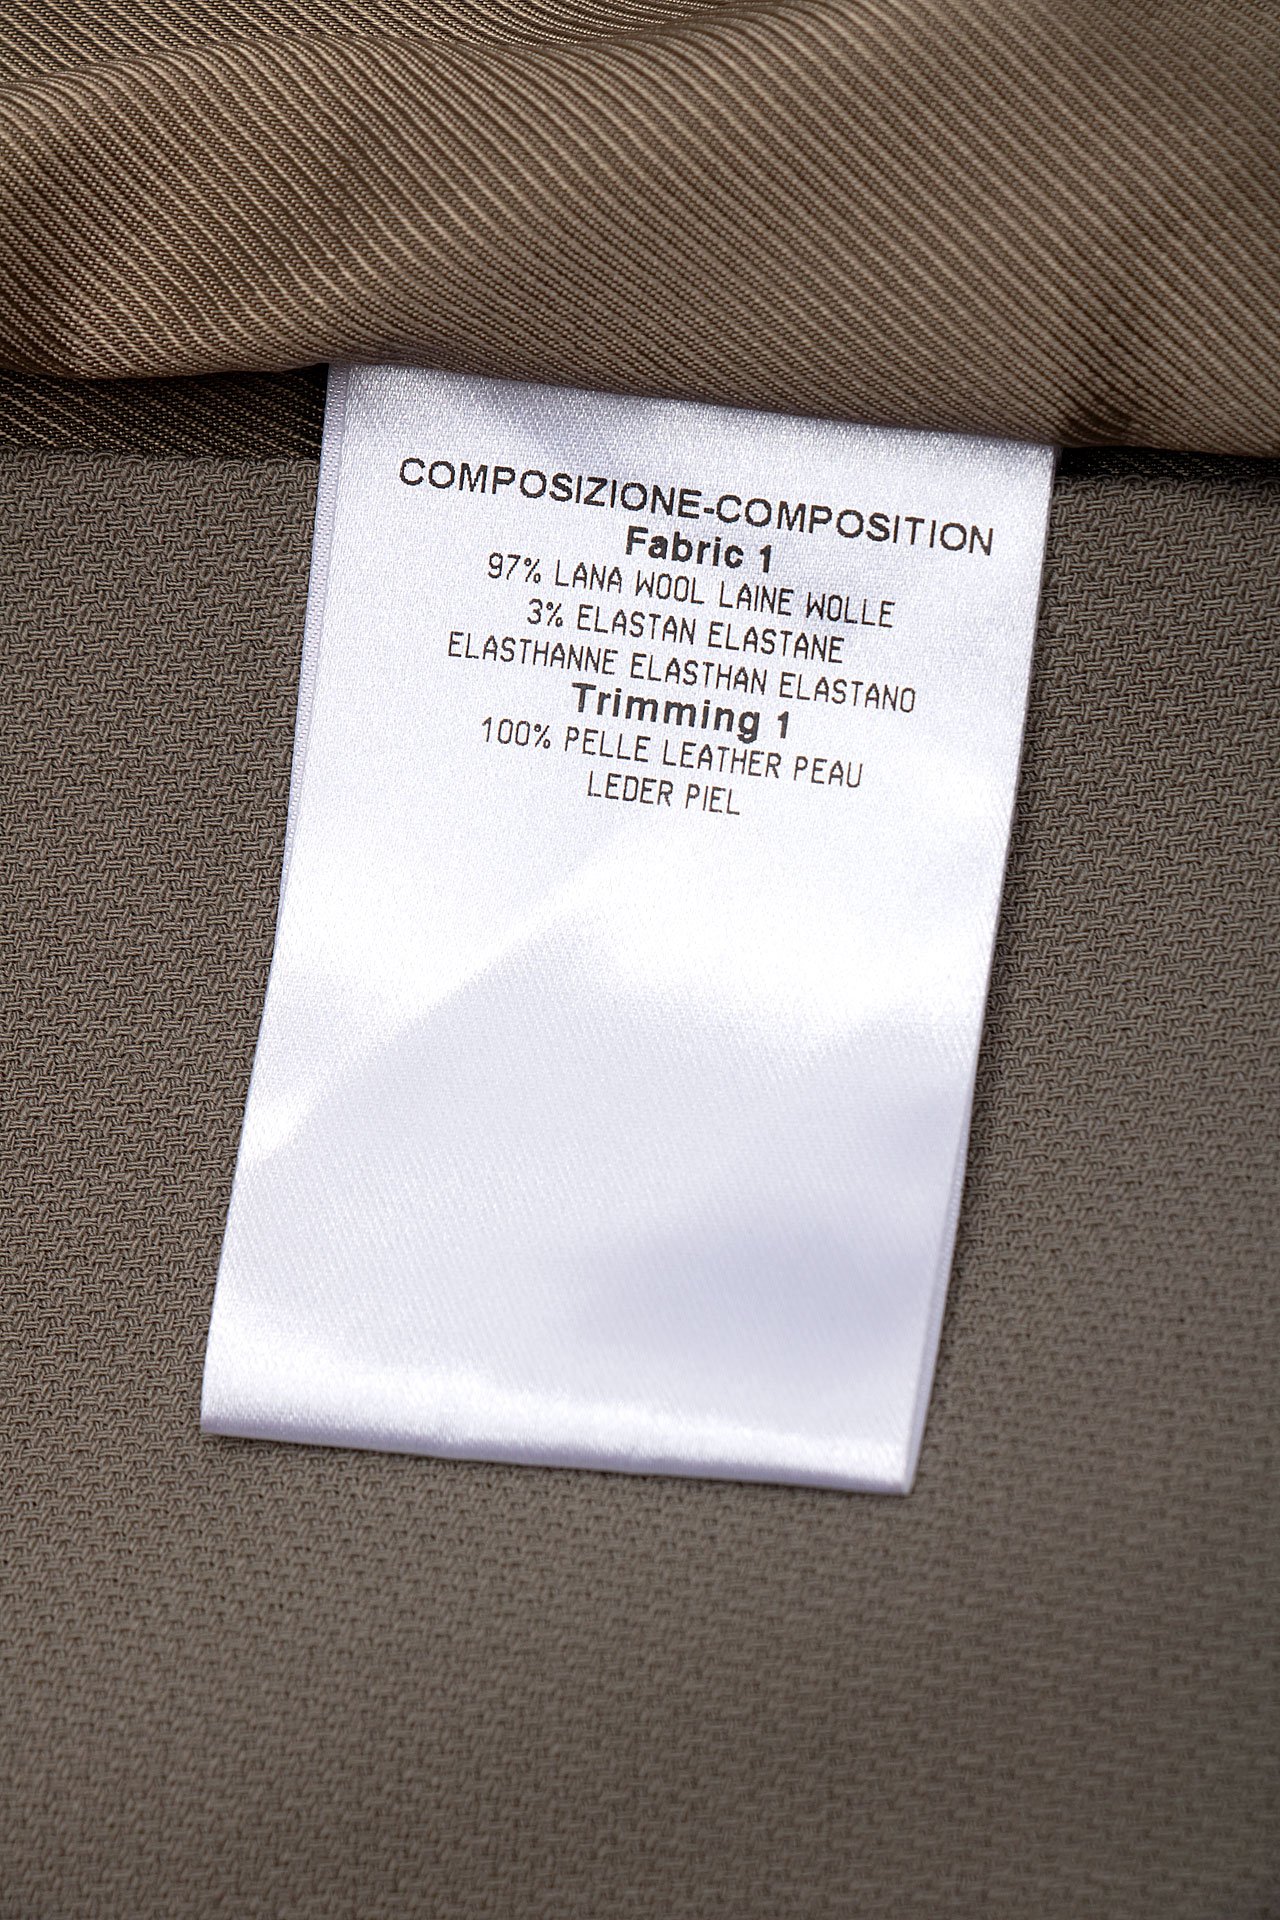 COMPOSIZIONE-COMPOSITION
Fabric 1
97% LANA WOOL LAINE WOLLE
3% ELASTAN ELASTANE
ELASTHANNE ELASTHAN ELASTANO
Trimming 1
100% PELLE LEATHER PEAU
LEDER PIEL